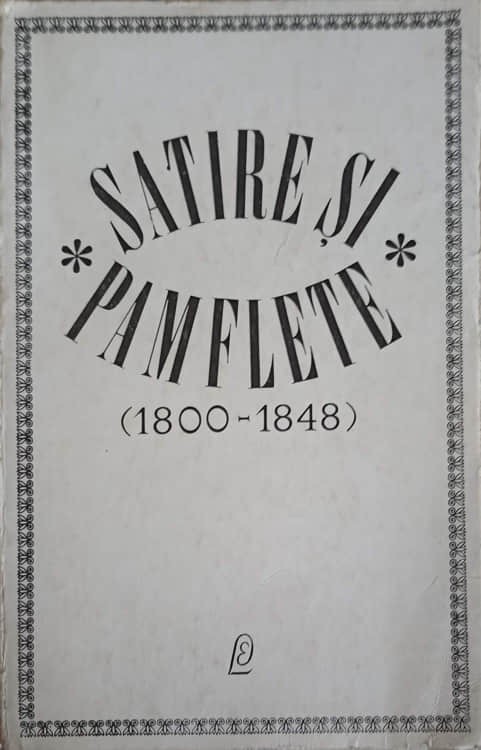 SATIRE ȘI
* PAMFLETE *
(1800-1848)